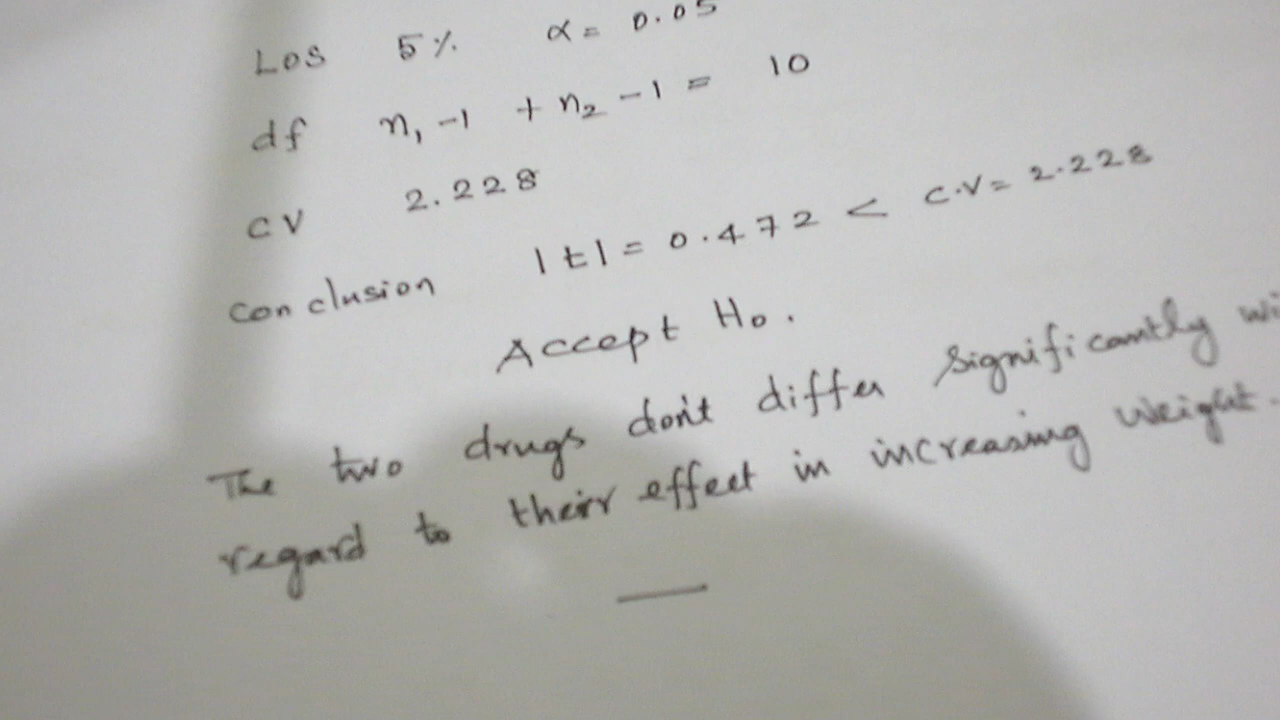 LOS 5% α = 0.05
df n₁ -1 + n₂ -1 = 10
CV 2.228
Conclusion |t| = 0.472 < C.V = 2.228
Accept H₀.
The two drugs don't differ significantly wi
regard to their effect in increasing weight.